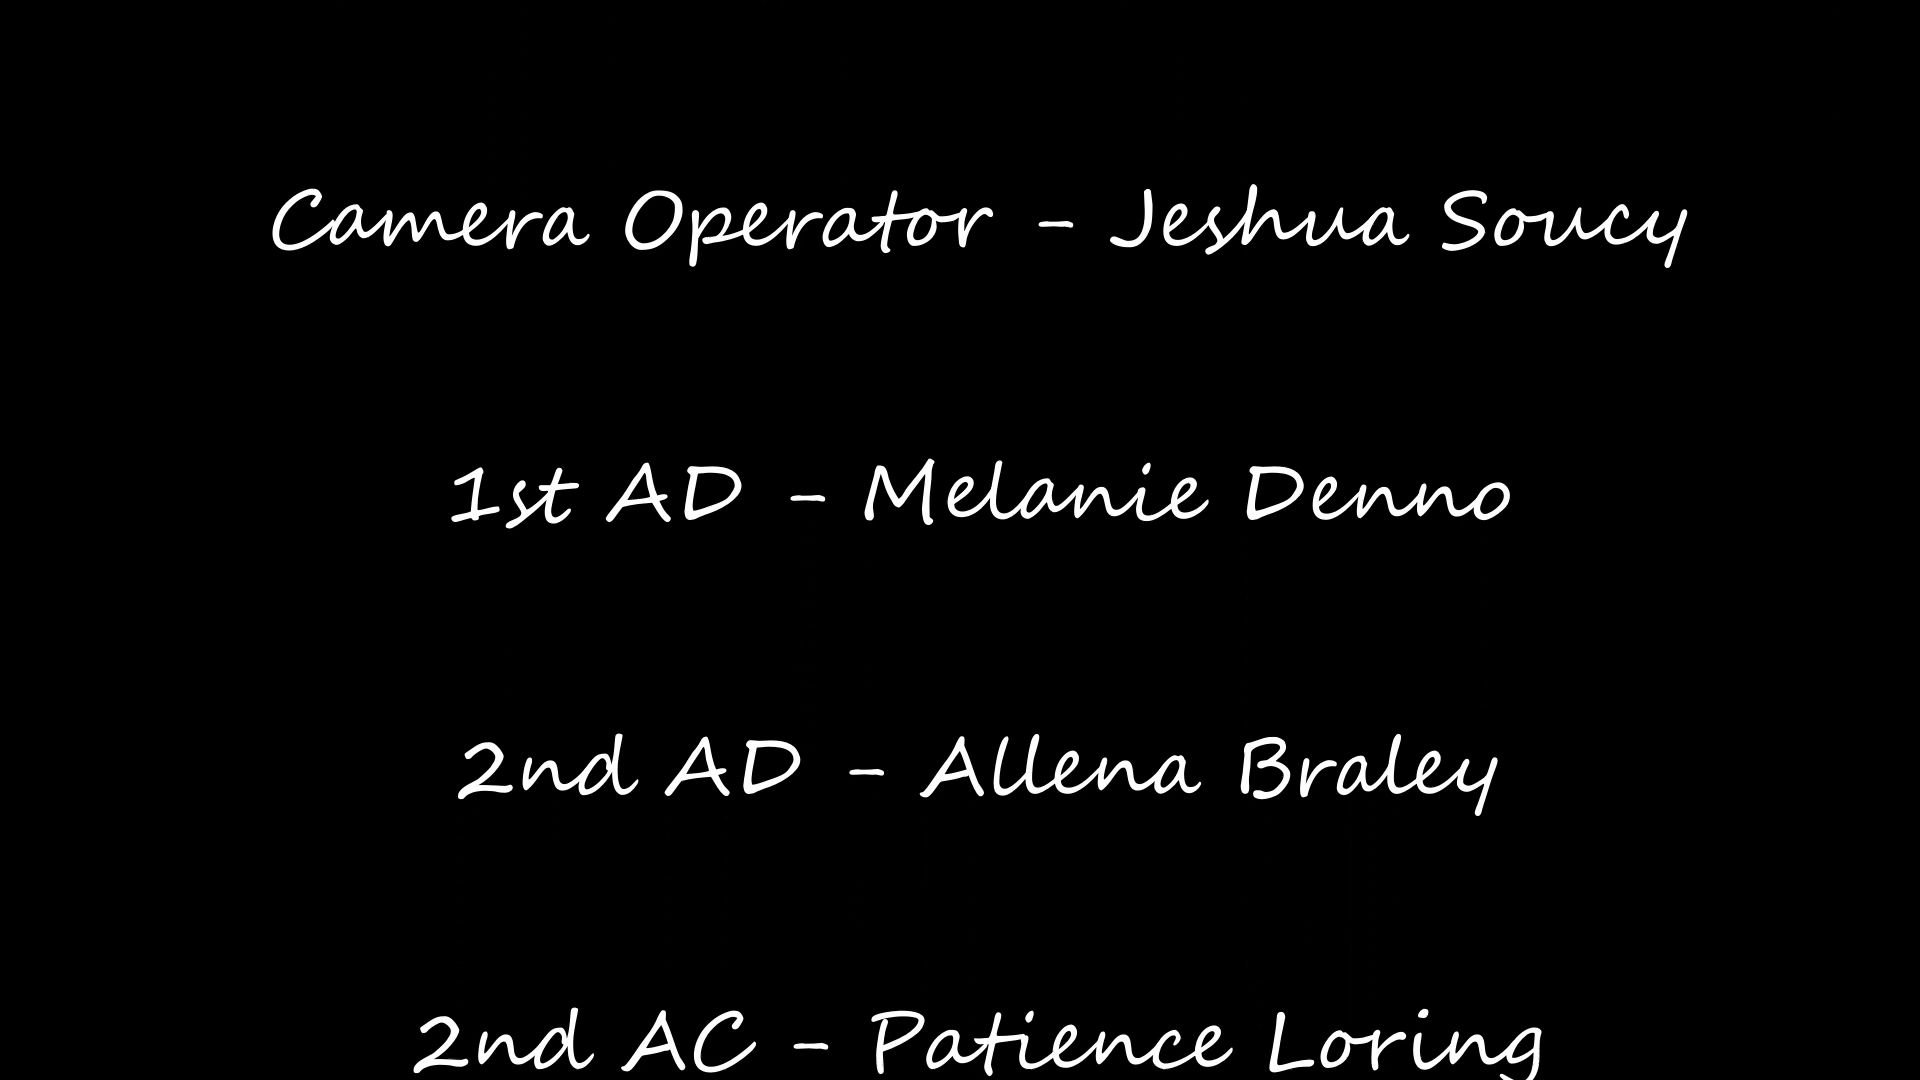 Camera Operator - Jeshua Soucy
1st AD - Melanie Denno
2nd AD - Allena Braley
2nd AC - Patience Loring